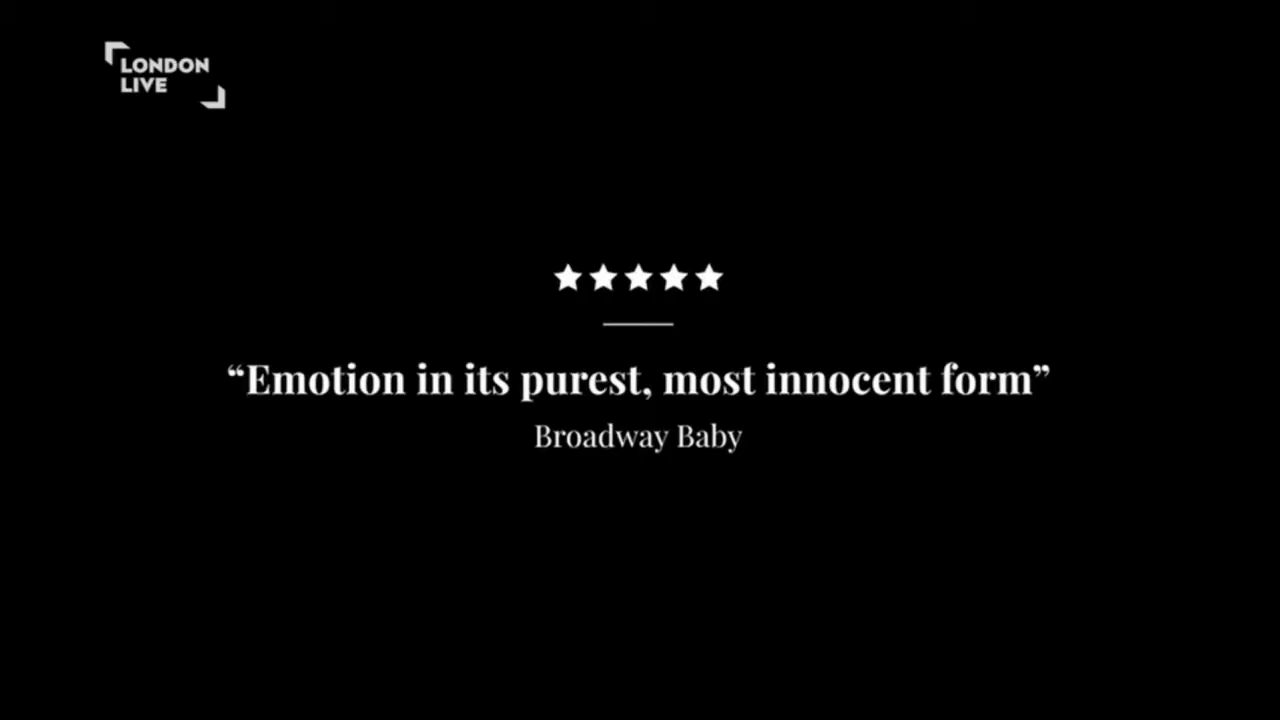 LONDON
LIVE
“Emotion in its purest, most innocent form”
Broadway Baby